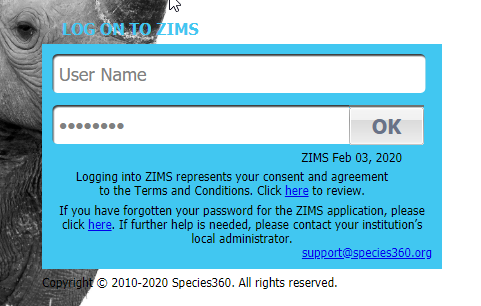 LOG ON TO ZIMS
User Name
••••••••
OK
ZIMS Feb 03, 2020
Logging into ZIMS represents your consent and agreement
to the Terms and Conditions. Click here to review.
If you have forgotten your password for the ZIMS application, please
click here. If further help is needed, please contact your institution's
local administrator.
support@species360.org
Copyright © 2010-2020 Species360. All rights reserved.